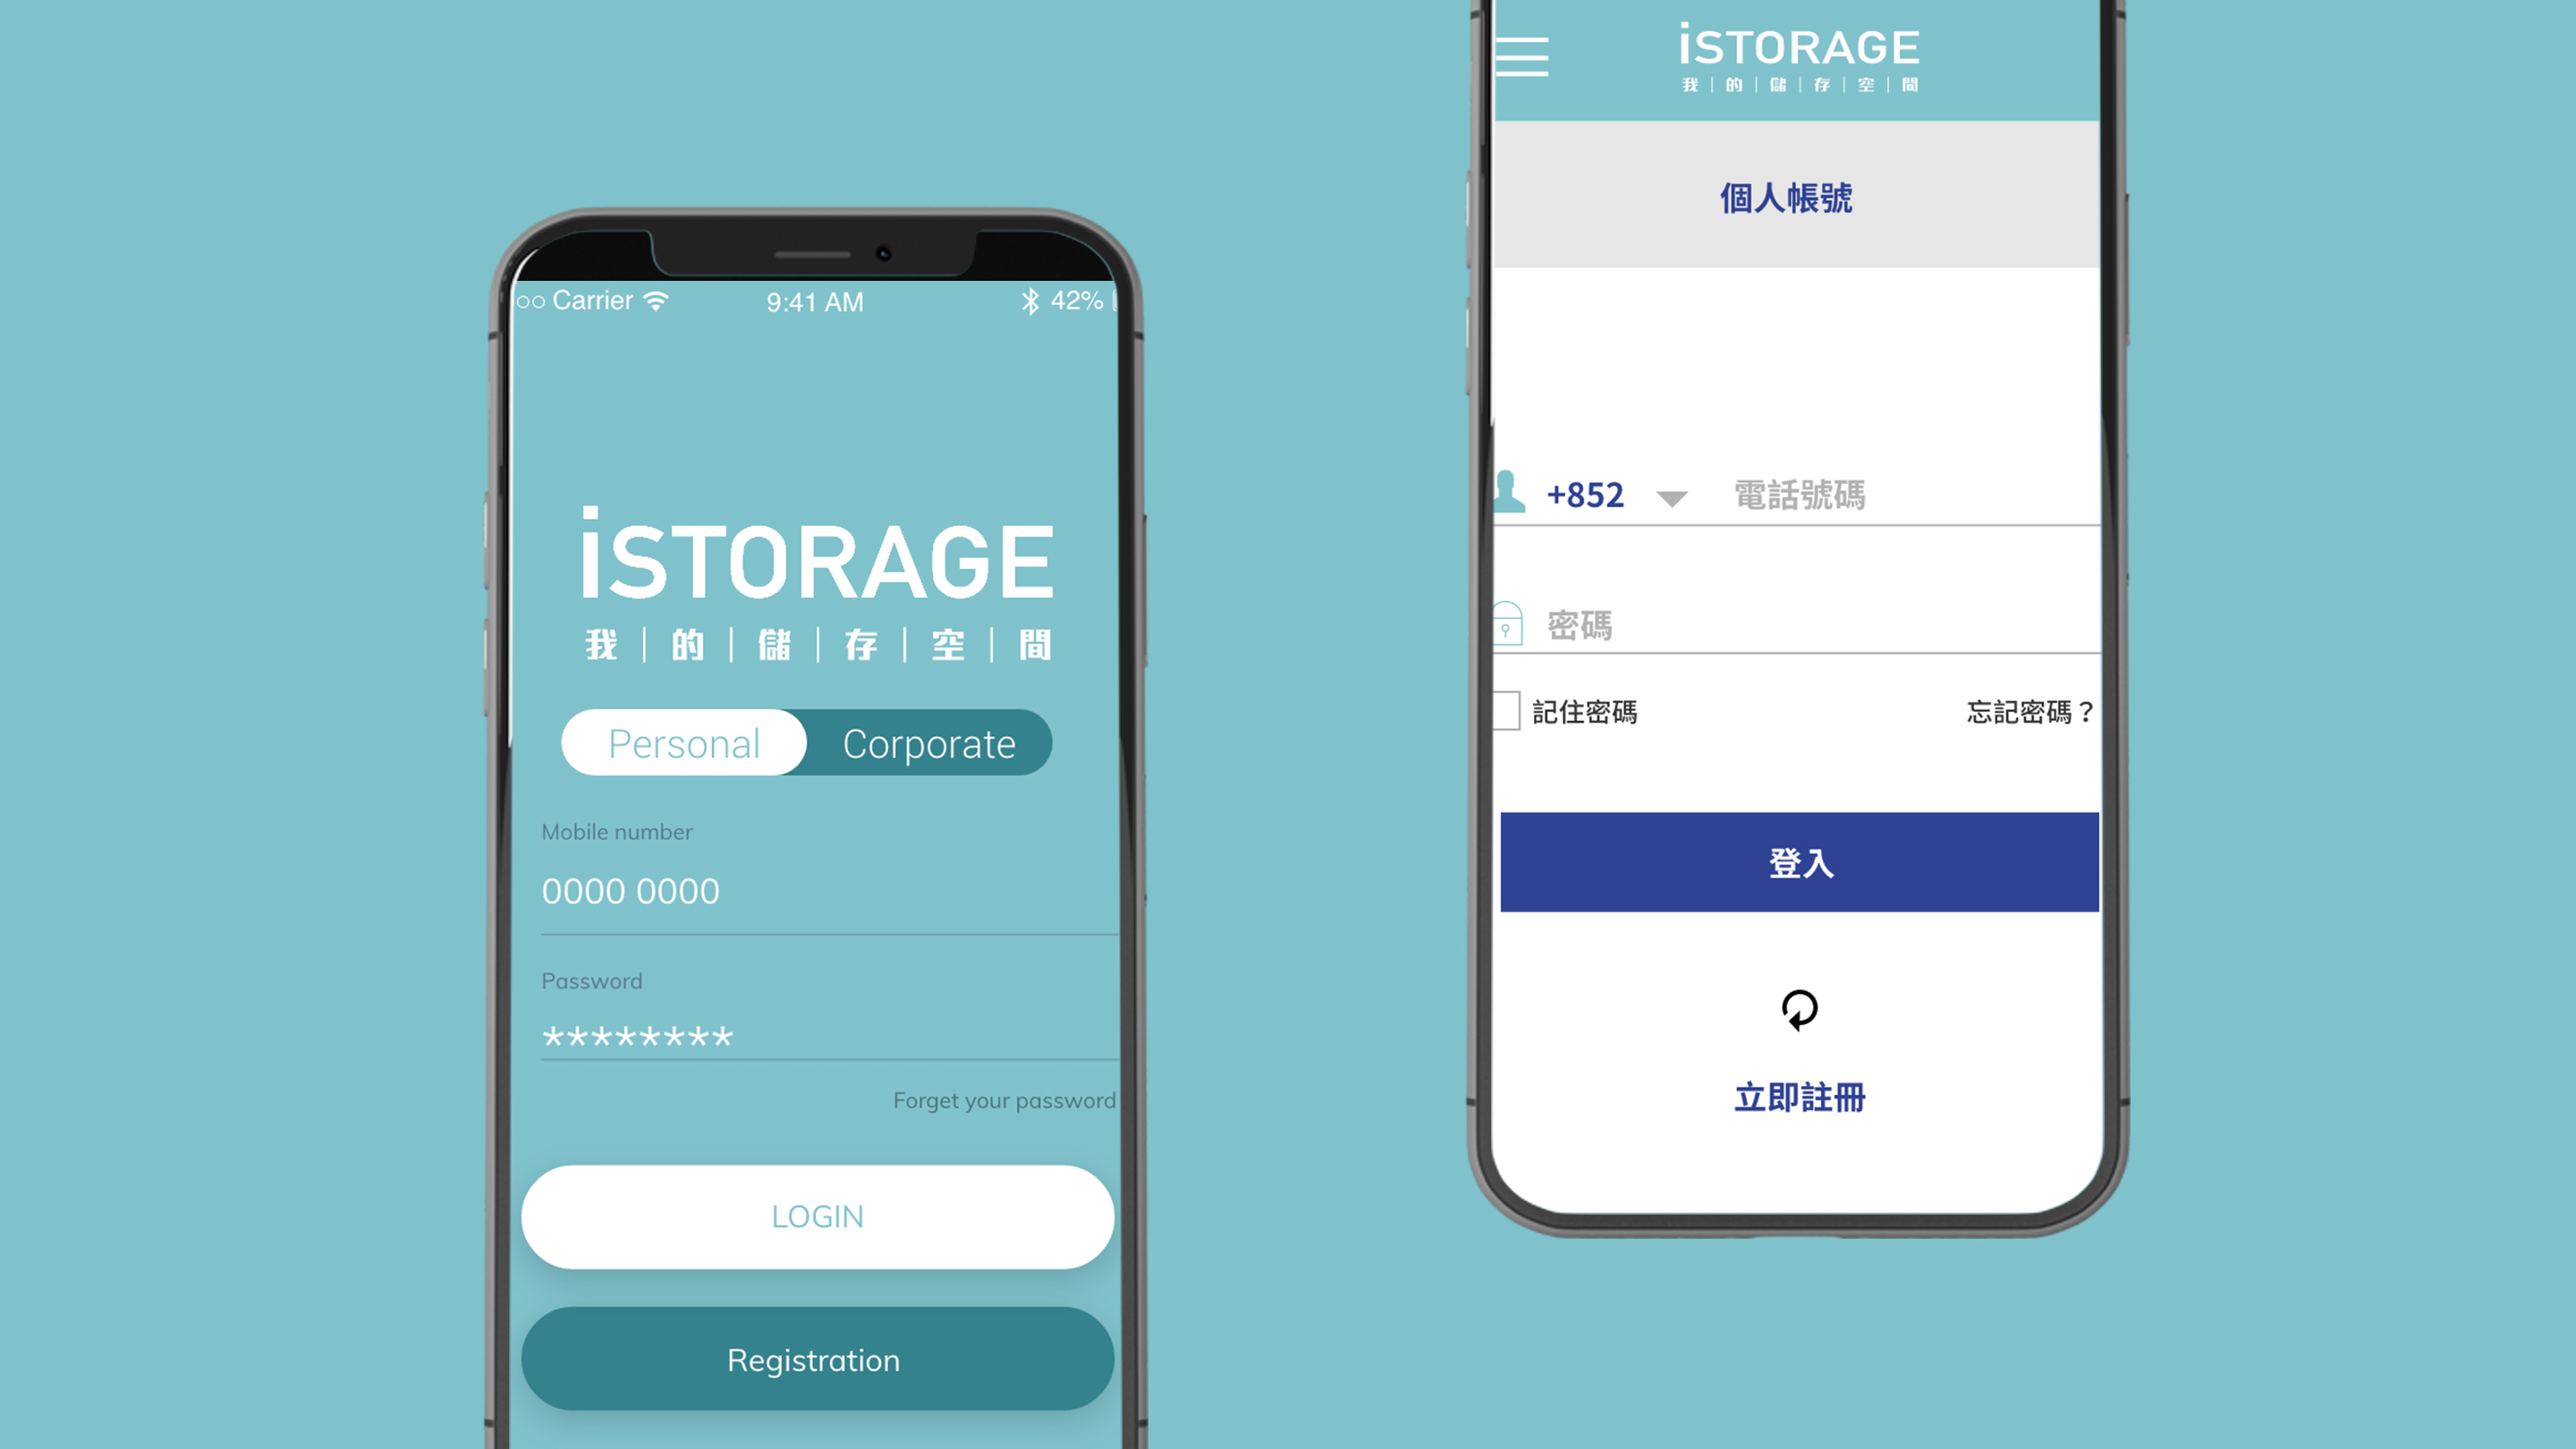 Carrier 9:41 AM 42%
iSTORAGE
我|的|儲|存|空|間
Personal Corporate
Mobile number
0000 0000
Password
********
Forget your password
LOGIN
Registration
iSTORAGE
我|的|儲|存|空|間
個人帳號
+852 電話號碼
密碼
記住密碼 忘記密碼？
登入
立即註冊